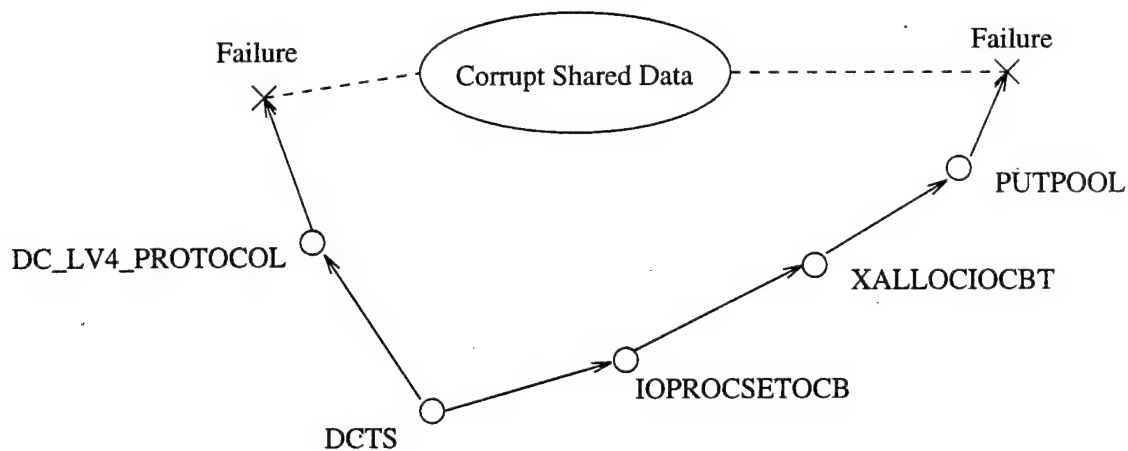 Failure
Corrupt Shared Data
Failure
PUTPOOL
DC_LV4_PROTOCOL
XALLOCIOCBT
IOPROCSETOCB
DCTS